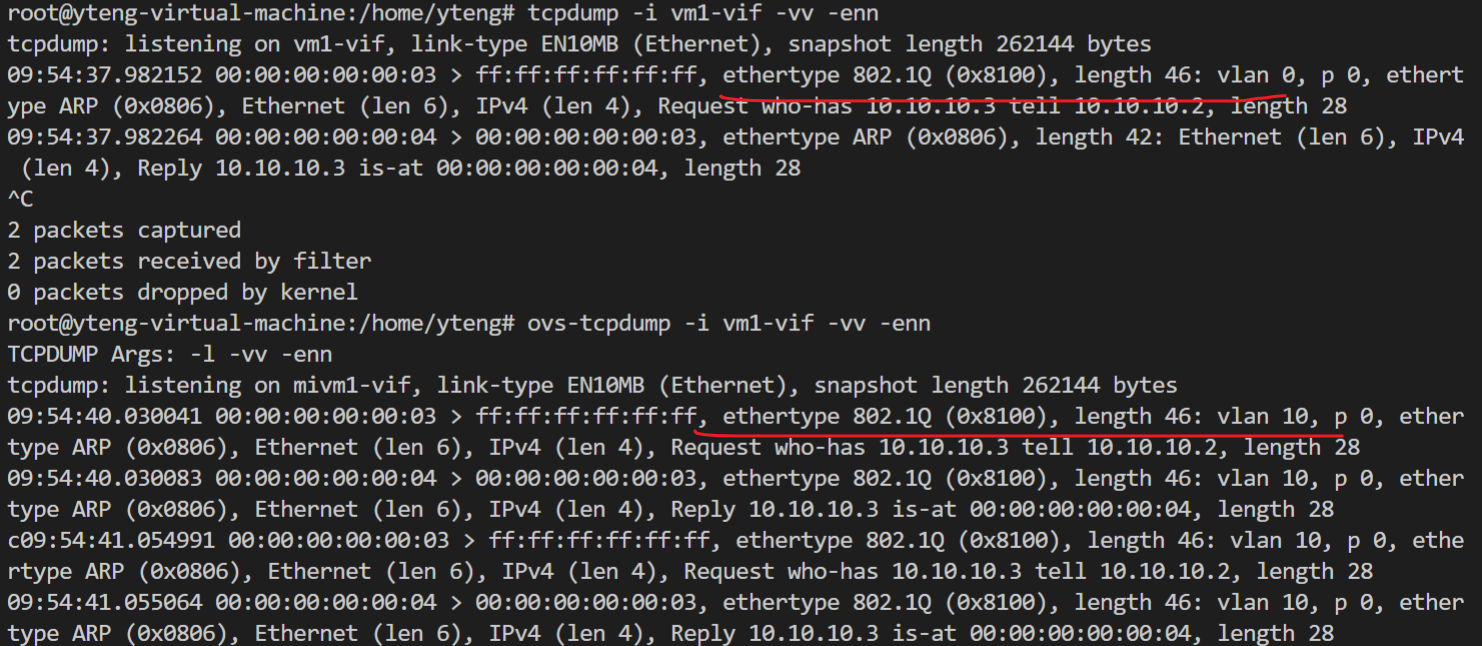 root@yteng-virtual-machine:/home/yteng# tcpdump -i vm1-vif -vv -enn
tcpdump: listening on vm1-vif, link-type EN10MB (Ethernet), snapshot length 262144 bytes
09:54:37.982152 00:00:00:00:00:03 > ff:ff:ff:ff:ff:ff, ethertype 802.1Q (0x8100), length 46: vlan 0, p 0, ethert
ype ARP (0x0806), Ethernet (len 6), IPv4 (len 4), Request who-has 10.10.10.3 tell 10.10.10.2, length 28
09:54:37.982264 00:00:00:00:00:04 > 00:00:00:00:00:03, ethertype ARP (0x0806), length 42: Ethernet (len 6), IPv4
 (len 4), Reply 10.10.10.3 is-at 00:00:00:00:00:04, length 28
^C
2 packets captured
2 packets received by filter
0 packets dropped by kernel
root@yteng-virtual-machine:/home/yteng# ovs-tcpdump -i vm1-vif -vv -enn
TCPDUMP Args: -l -vv -enn
tcpdump: listening on mivm1-vif, link-type EN10MB (Ethernet), snapshot length 262144 bytes
09:54:40.030041 00:00:00:00:00:03 > ff:ff:ff:ff:ff:ff, ethertype 802.1Q (0x8100), length 46: vlan 10, p 0, ether
type ARP (0x0806), Ethernet (len 6), IPv4 (len 4), Request who-has 10.10.10.3 tell 10.10.10.2, length 28
09:54:40.030083 00:00:00:00:00:04 > 00:00:00:00:00:03, ethertype 802.1Q (0x8100), length 46: vlan 10, p 0, ether
type ARP (0x0806), Ethernet (len 6), IPv4 (len 4), Reply 10.10.10.3 is-at 00:00:00:00:00:04, length 28
c09:54:41.054991 00:00:00:00:00:03 > ff:ff:ff:ff:ff:ff, ethertype 802.1Q (0x8100), length 46: vlan 10, p 0, ethe
rtype ARP (0x0806), Ethernet (len 6), IPv4 (len 4), Request who-has 10.10.10.3 tell 10.10.10.2, length 28
09:54:41.055064 00:00:00:00:00:04 > 00:00:00:00:00:03, ethertype 802.1Q (0x8100), length 46: vlan 10, p 0, ether
type ARP (0x0806), Ethernet (len 6), IPv4 (len 4), Reply 10.10.10.3 is-at 00:00:00:00:00:04, length 28